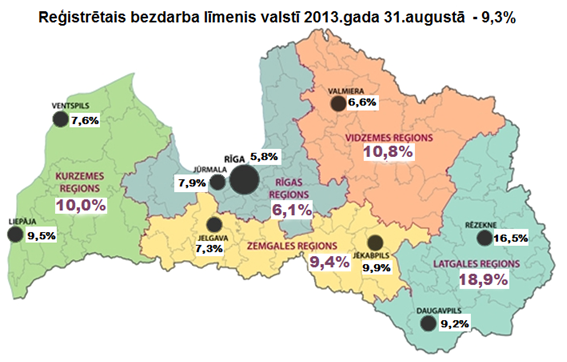 Reģistrētais bezdarba līmenis valstī 2013.gada 31.augustā - 9,3%
VENTSPILS
7,6%
KURZEMES
REGIONS
10,0%
LIEPĀJA
9,5%
JŪRMALA
7,9%
RĪGA
5,8%
RĪGAS
REGIONS
6,1%
VALMIERA
6,6%
VIDZEMES REGIONS
10,8%
JELGAVA
7,3%
ZEMGALES REGIONS
9,4%
JĒKABPILS
9,9%
RĒZEKNE
16,5%
LATGALES REGIONS
18,9%
DAUGAVPILS
9,2%